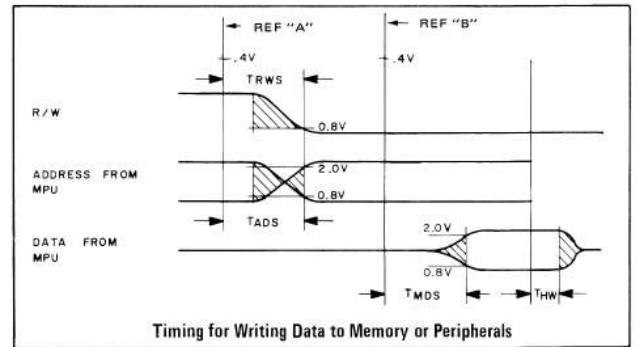 REF "A"
REF "B"
.4V
.4V
TRWS
R/W
0.8V
ADDRESS FROM
MPU
2.0V
0.8V
TADS
DATA FROM
MPU
2.0V
0.8V
TMDS
THW
Timing for Writing Data to Memory or Peripherals